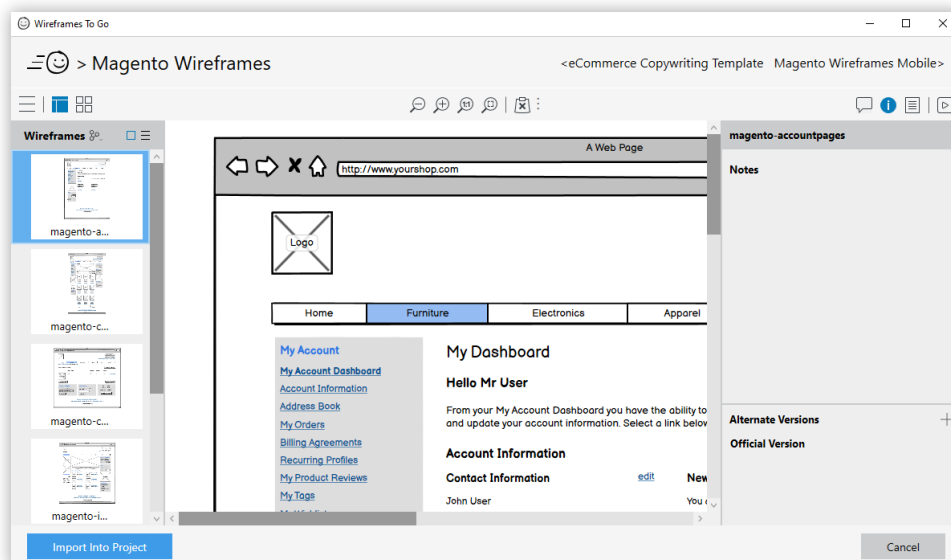 Wireframes To Go
> Magento Wireframes
<eCommerce Copywriting Template Magento Wireframes Mobile>
1:1
Wireframes
magento-a...
magento-c...
magento-c...
magento-i...
A Web Page
http://www.yourshop.com
Logo
Home Furniture Electronics Apparel
My Account
My Account Dashboard
Account Information
Address Book
My Orders
Billing Agreements
Recurring Profiles
My Product Reviews
My Tags
My Dashboard
Hello Mr User
From your My Account Dashboard you have the ability to
and update your account information. Select a link below
Account Information
Contact Information edit New
John User You
magento-accountpages
Notes
Alternate Versions
Official Version
Import Into Project
Cancel